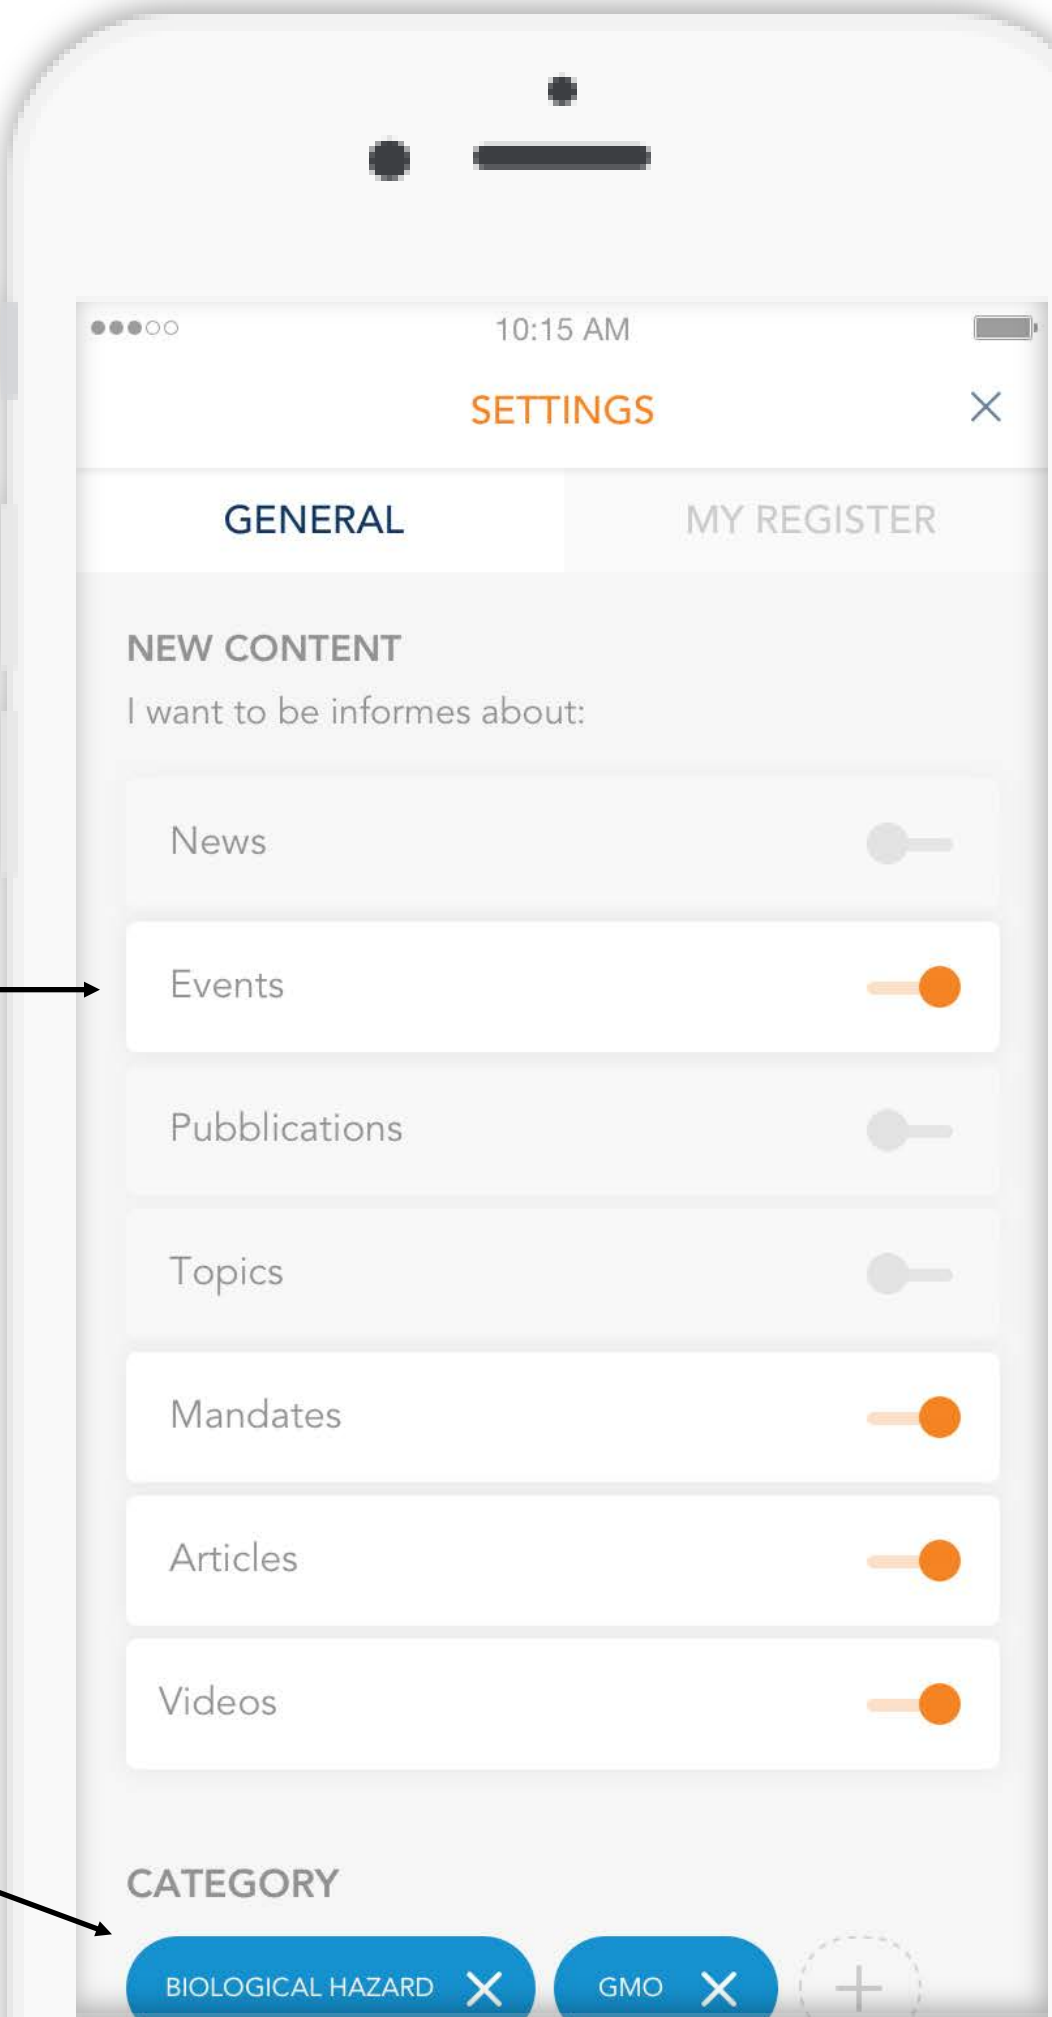 10:15 AM
SETTINGS
GENERAL MY REGISTER
NEW CONTENT
I want to be informes about:
News
Events
Pubblications
Topics
Mandates
Articles
Videos
CATEGORY
BIOLOGICAL HAZARD GMO